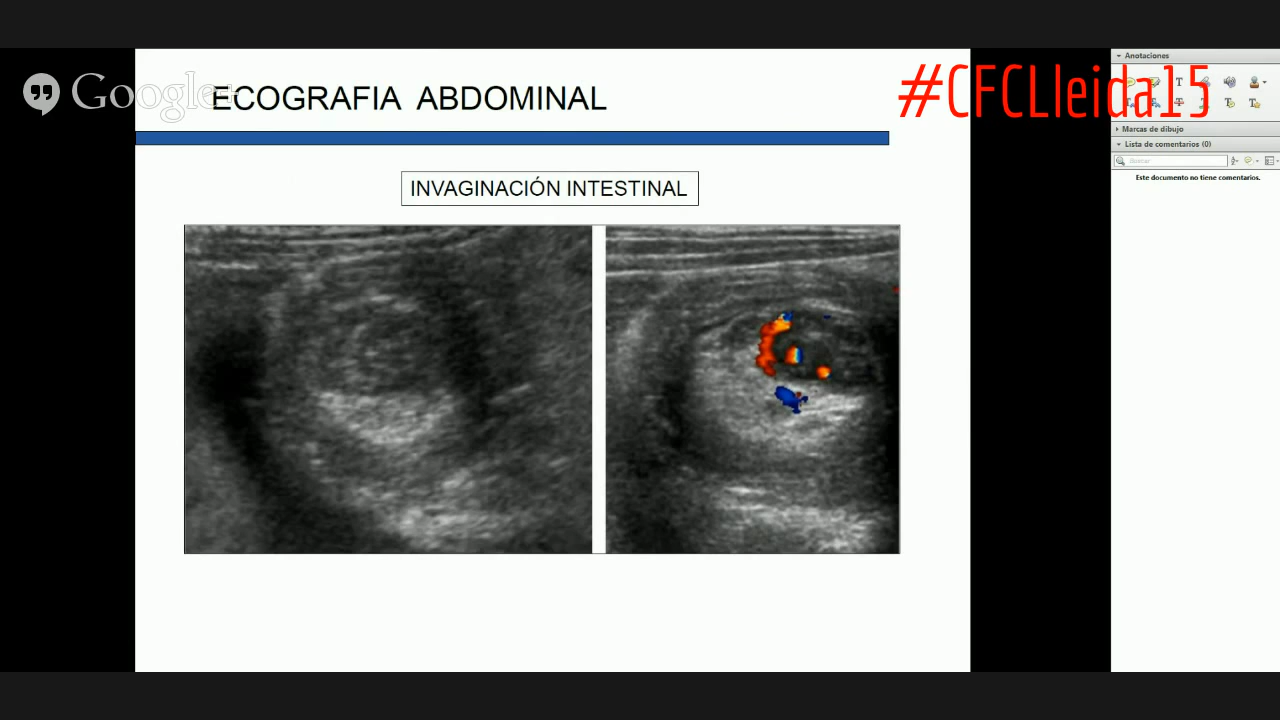 Google+
ECOGRAFIA ABDOMINAL
#CFCLleida15
INVAGINACIÓN INTESTINAL
Anotaciones
Marcas de dibujo
Lista de comentarios (0)
Buscar
Este documento no tiene comentarios.